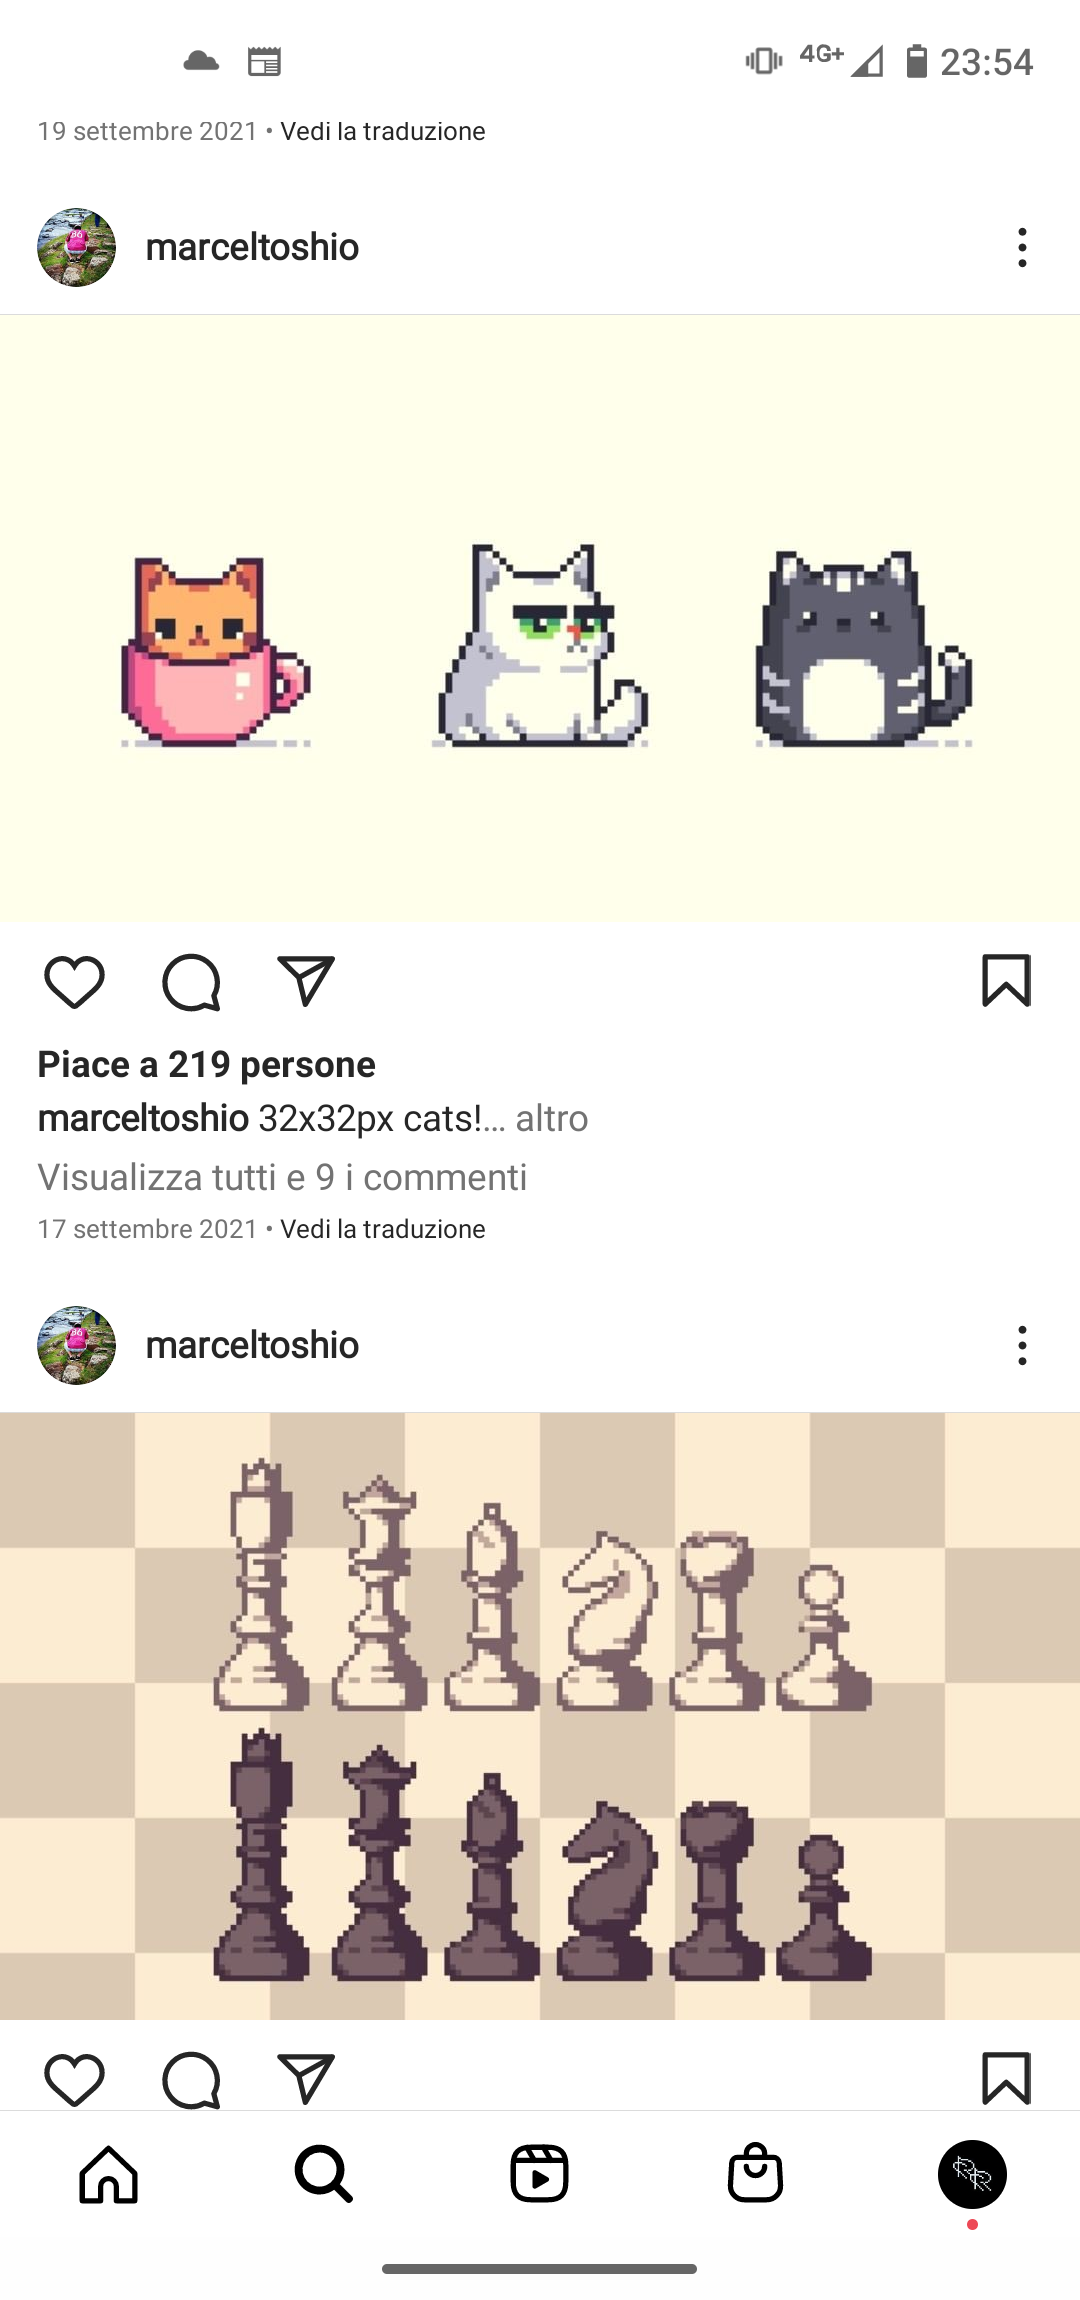 4G+ 23:54
19 settembre 2021 • Vedi la traduzione
marceltoshio
Piace a 219 persone
marceltoshio 32x32px cats!... altro
Visualizza tutti e 9 i commenti
17 settembre 2021 • Vedi la traduzione
marceltoshio